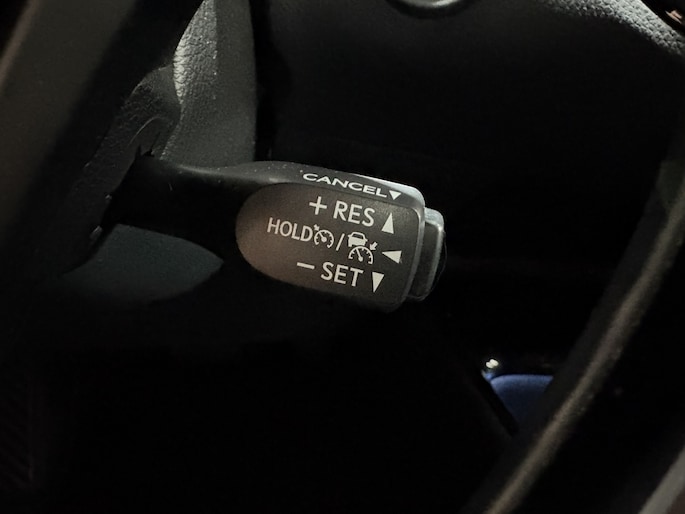 CANCEL▼
+ RES ▲
HOLD / ◀
− SET ▼